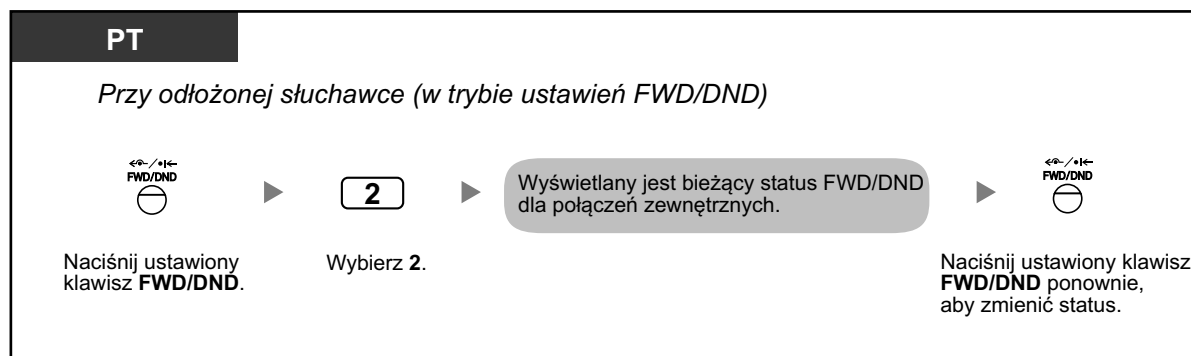 PT
Przy odłożonej słuchawce (w trybie ustawień FWD/DND)
FWD/DND
2
Wyświetlany jest bieżący status FWD/DND
dla połączeń zewnętrznych.
FWD/DND
Naciśnij ustawiony
klawisz FWD/DND.
Wybierz 2.
Naciśnij ustawiony klawisz
FWD/DND ponownie,
aby zmienić status.